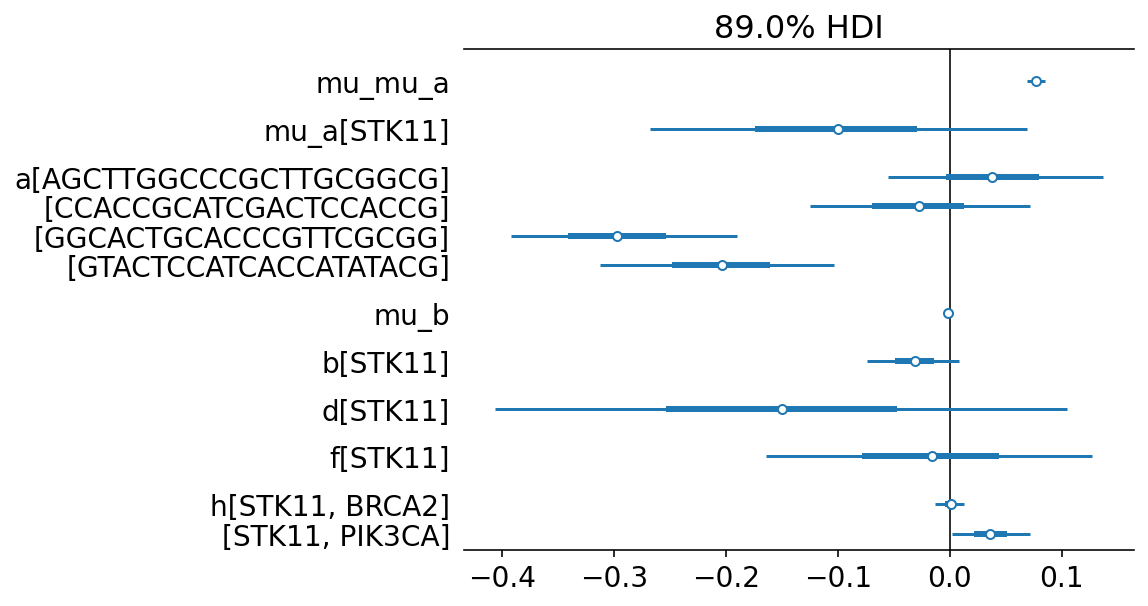 89.0% HDI
mu_mu_a
mu_a[STK11]
a[AGCTTGGCCCGCTTGCGGCG]
[CCACCGCATCGACTCCACCG]
[GGCACTGCACCCGTTCGCGG]
[GTACTCCATCACCATATACG]
mu_b
b[STK11]
d[STK11]
f[STK11]
h[STK11, BRCA2]
[STK11, PIK3CA]
−0.4 −0.3 −0.2 −0.1 0.0 0.1